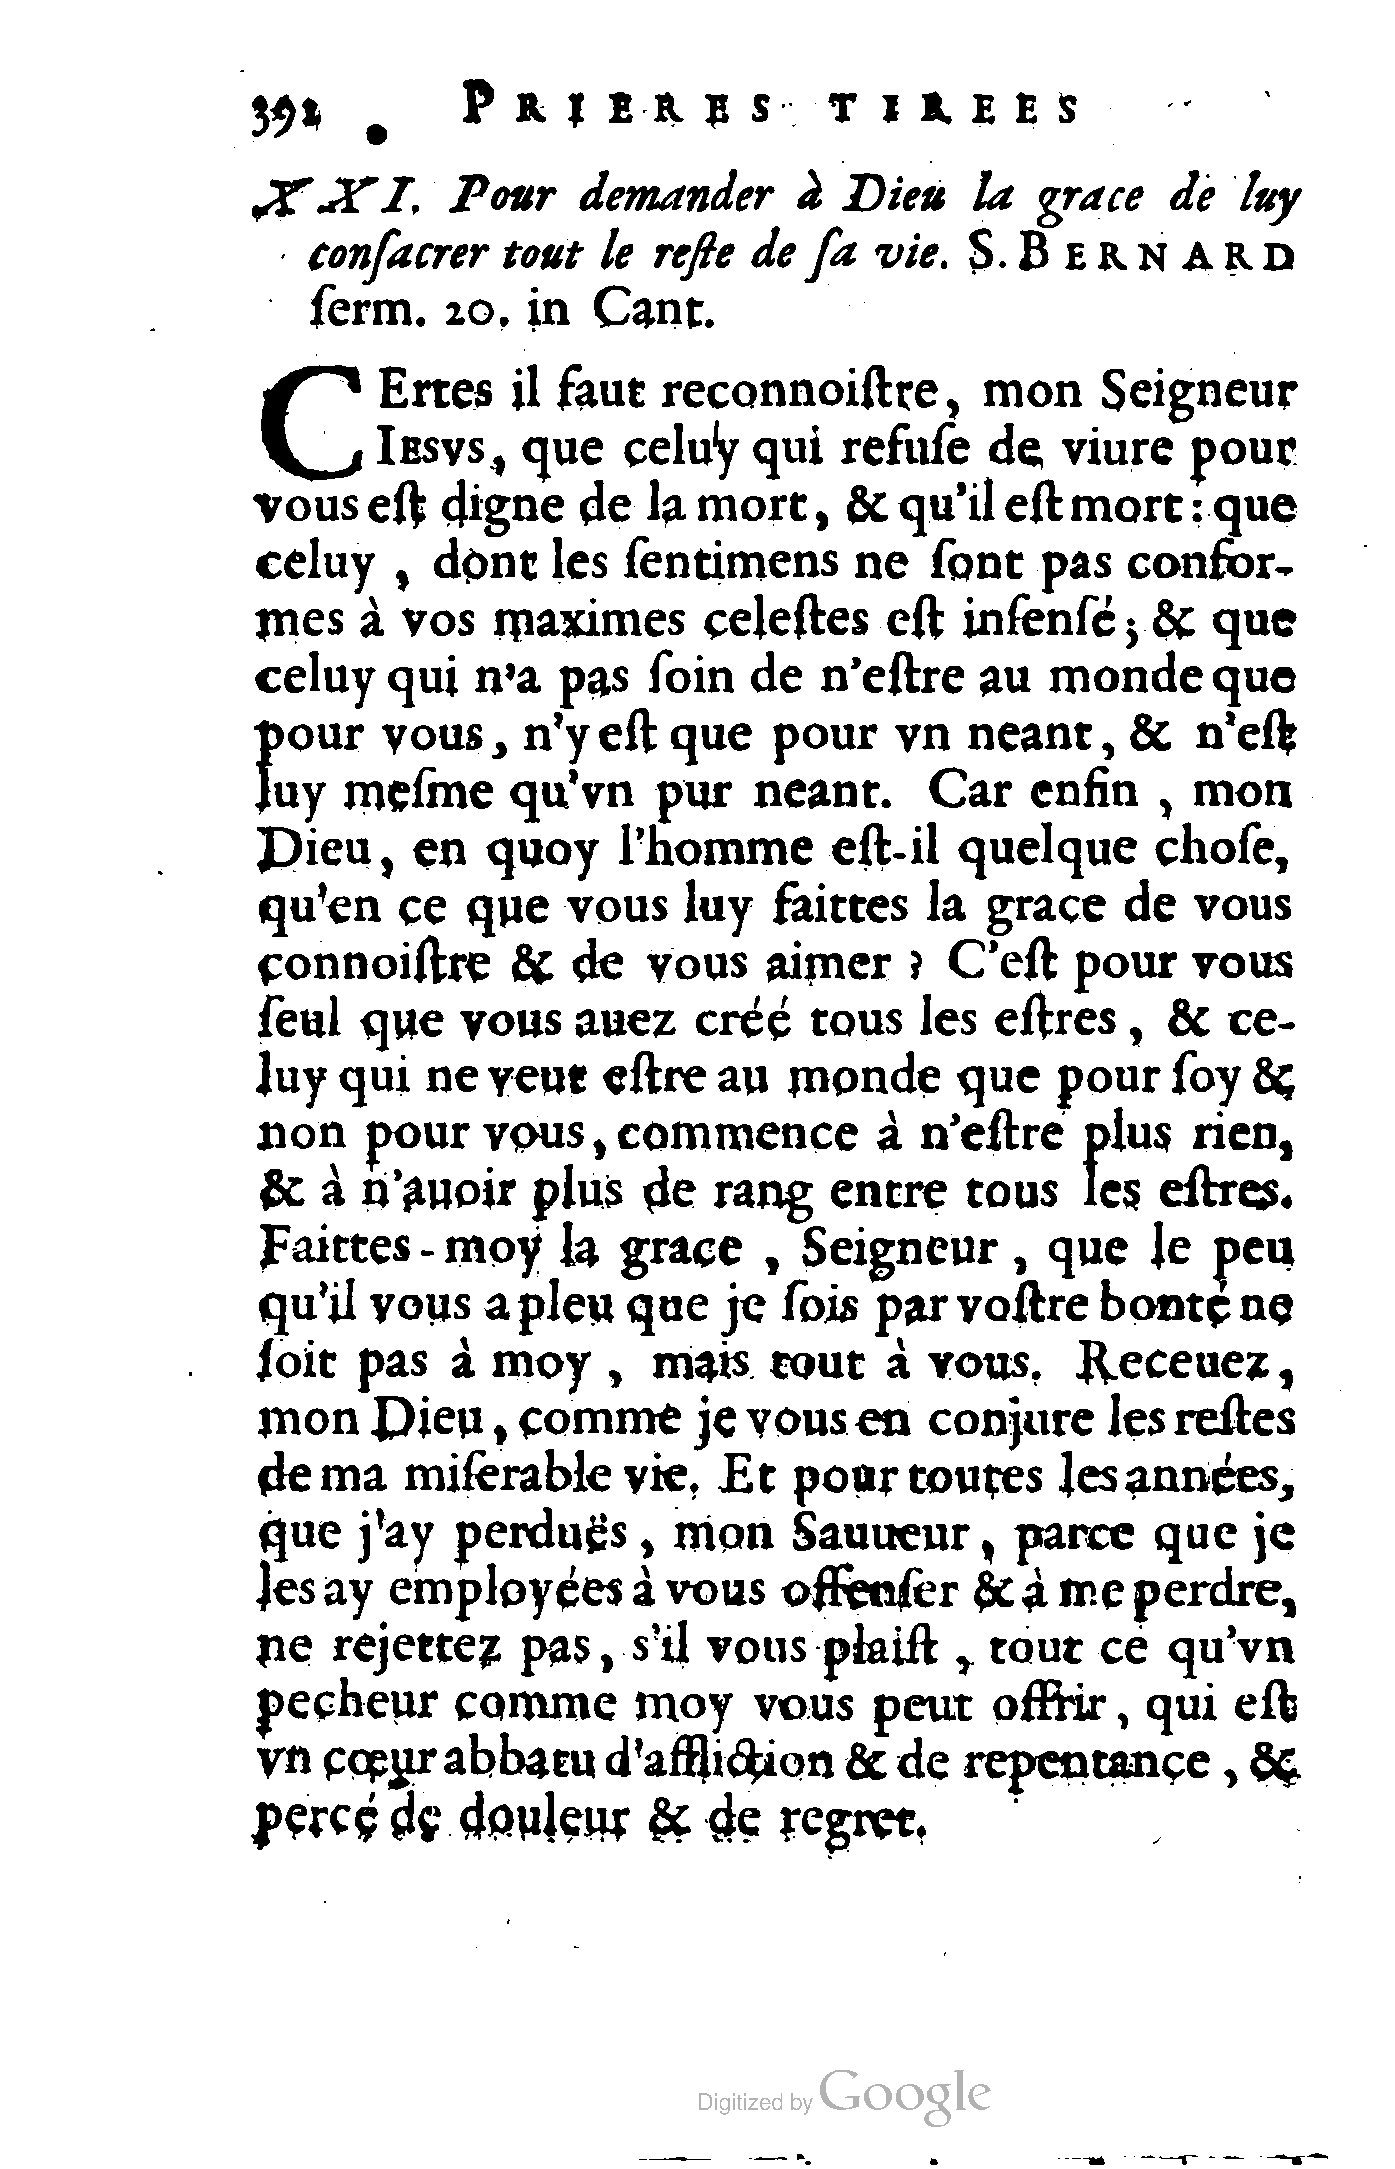 392 PRIERES TIREES
XXI. Pour demander à Dieu la grace de luy
conſacrer tout le reſte de ſa vie. S. BERNARD
ſerm. 20. in Cant.
CErtes il faut reconnoiſtre, mon Seigneur
IESVS, que celuy qui refuſe de viure pour
vous eſt digne de la mort, & qu'il eſt mort : que
celuy , dont les ſentimens ne ſont pas confor-
mes à vos maximes celeſtes eſt inſenſé ; & que
celuy qui n'a pas ſoin de n'eſtre au monde que
pour vous, n'y eſt que pour vn neant, & n'eſt
luy meſme qu'vn pur neant. Car enfin , mon
Dieu, en quoy l'homme eſt-il quelque choſe,
qu'en ce que vous luy faittes la grace de vous
connoiſtre & de vous aimer ? C'eſt pour vous
ſeul que vous auez créé tous les eſtres , & ce-
luy qui ne veut eſtre au monde que pour ſoy &
non pour vous, commence à n'eſtre plus rien,
& à n'auoir plus de rang entre tous les eſtres.
Faittes-moy la grace , Seigneur , que le peu
qu'il vous a pleu que je ſois par voſtre bonté ne
ſoit pas à moy , mais tout à vous. Receuez,
mon Dieu, comme je vous en conjure les reſtes
de ma miſerable vie. Et pour toutes les années,
que j'ay perduës , mon Sauueur , parce que je
les ay employées à vous offenſer & à me perdre,
ne rejettez pas, s'il vous plaiſt , tout ce qu'vn
pecheur comme moy vous peut offrir, qui eſt
vn cœur abbatu d'affliction & de repentance , &
percé de douleur & de regret.
Digitized by Google